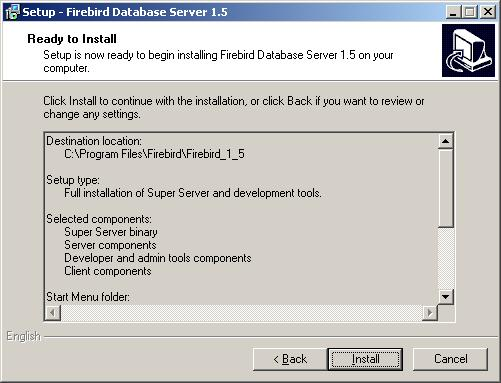 Setup - Firebird Database Server 1.5
Ready to Install
Setup is now ready to begin installing Firebird Database Server 1.5 on your
computer.
Click Install to continue with the installation, or click Back if you want to review or
change any settings.
Destination location:
C:\Program Files\Firebird\Firebird_1_5
Setup type:
Full installation of Super Server and development tools.
Selected components:
Super Server binary
Server components
Developer and admin tools components
Client components
Start Menu folder:
English
< Back
Install
Cancel